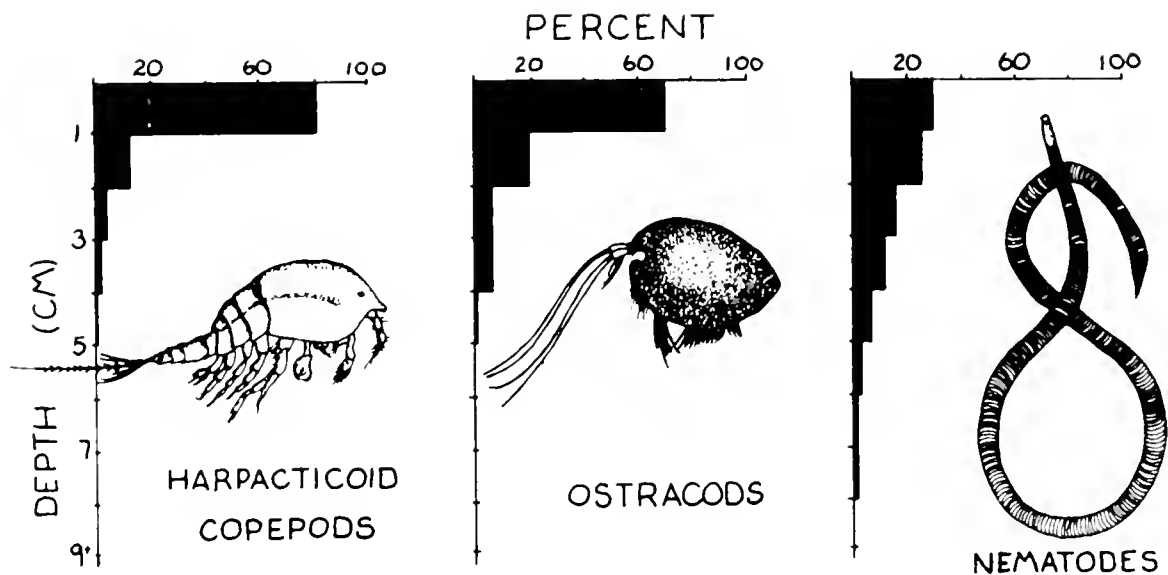 PERCENT
20 60 100
20 60 100
20 60 100
1
3
5
7
9
DEPTH (CM)
HARPACTICOID
COPEPODS
OSTRACODS
NEMATODES